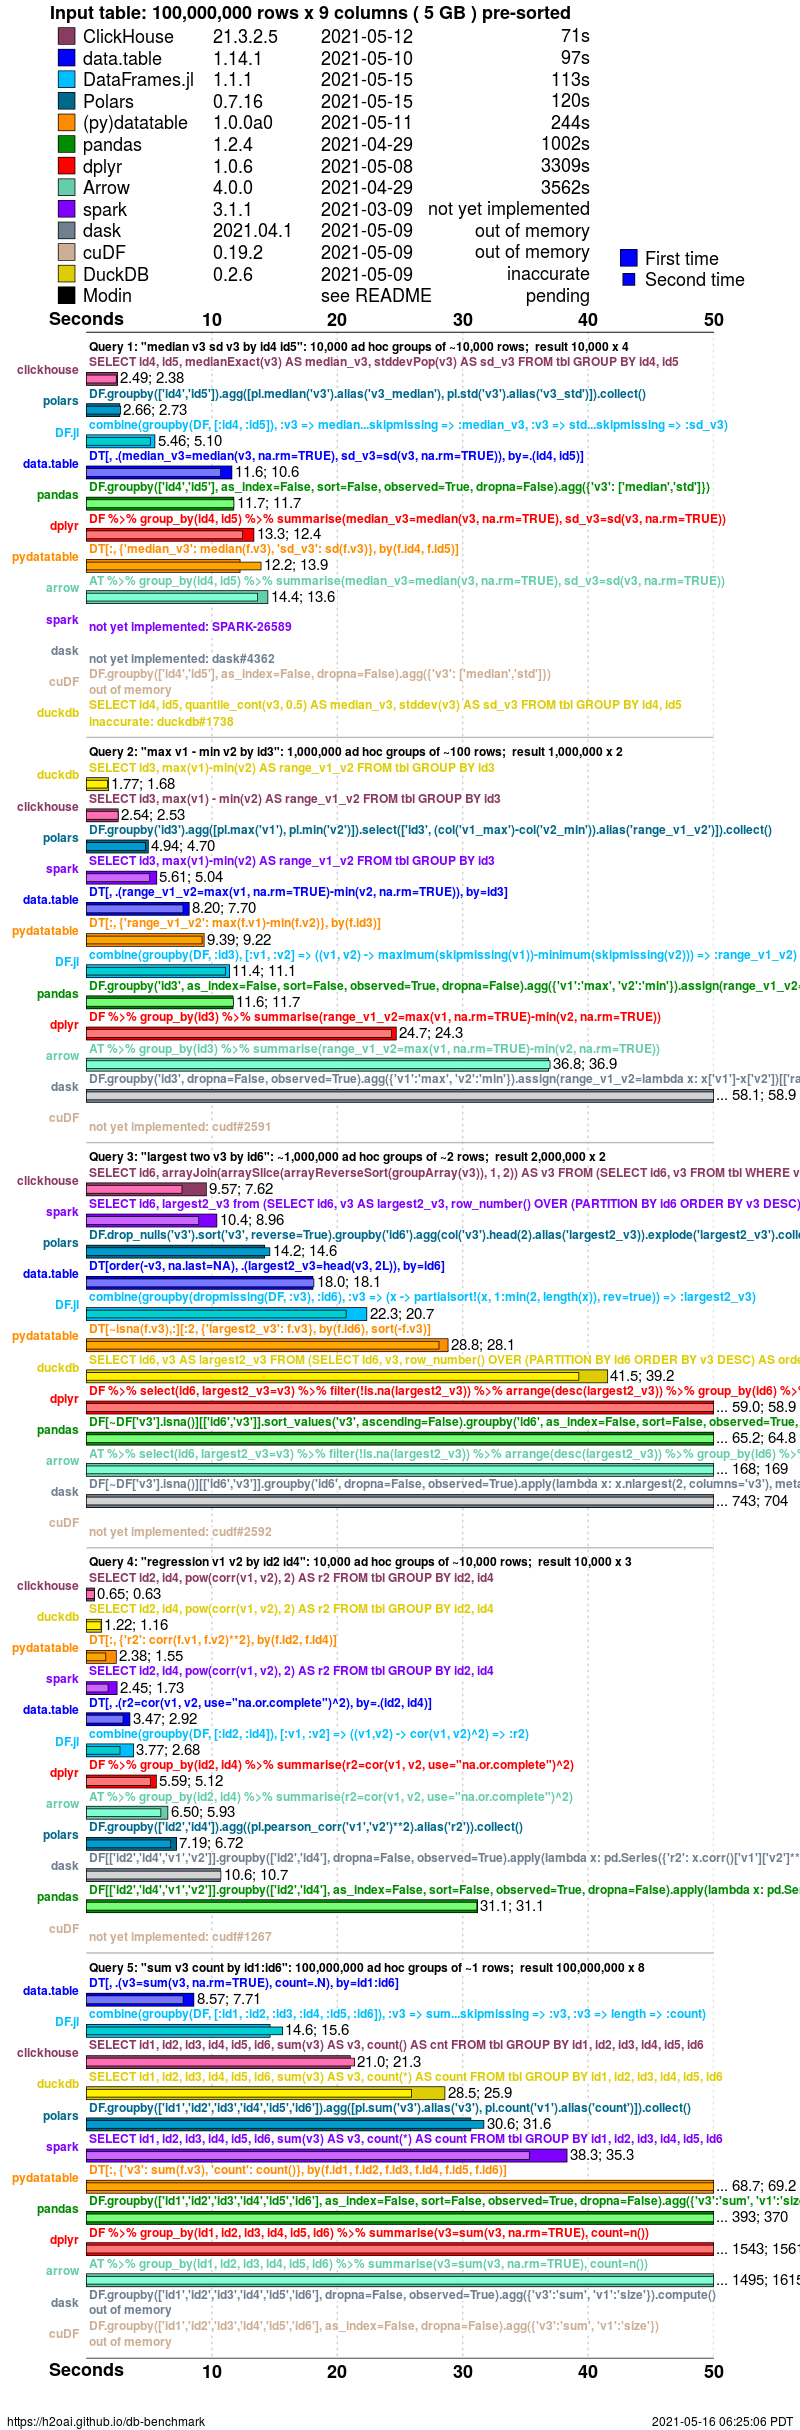 Input table: 100,000,000 rows x 9 columns ( 5 GB ) pre-sorted
ClickHouse 21.3.2.5 2021-05-12 71s
data.table 1.14.1 2021-05-10 97s
DataFrames.jl 1.1.1 2021-05-15 113s
Polars 0.7.16 2021-05-15 120s
(py)datatable 1.0.0a0 2021-05-11 244s
pandas 1.2.4 2021-04-29 1002s
dplyr 1.0.6 2021-05-08 3309s
Arrow 4.0.0 2021-04-29 3562s
spark 3.1.1 2021-03-09 not yet implemented
dask 2021.04.1 2021-05-09 out of memory
cuDF 0.19.2 2021-05-09 out of memory
DuckDB 0.2.6 2021-05-09 inaccurate
Modin see README pending
First time
Second time
Seconds 10 20 30 40 50
Query 1: "median v3 sd v3 by id4 id5": 10,000 ad hoc groups of ~10,000 rows; result 10,000 x 4
clickhouse SELECT id4, id5, medianExact(v3) AS median_v3, stddevPop(v3) AS sd_v3 FROM tbl GROUP BY id4, id5
2.49; 2.38
polars DF.groupby(['id4','id5']).agg([pl.median('v3').alias('v3_median'), pl.std('v3').alias('v3_std')]).collect()
2.66; 2.73
DF.jl combine(groupby(DF, [:id4, :id5]), :v3 => median...skipmissing => :median_v3, :v3 => std...skipmissing => :sd_v3)
5.46; 5.10
data.table DT[, .(median_v3=median(v3, na.rm=TRUE), sd_v3=sd(v3, na.rm=TRUE)), by=.(id4, id5)]
11.6; 10.6
pandas DF.groupby(['id4','id5'], as_index=False, sort=False, observed=True, dropna=False).agg({'v3': ['median','std']})
11.7; 11.7
dplyr DF %>% group_by(id4, id5) %>% summarise(median_v3=median(v3, na.rm=TRUE), sd_v3=sd(v3, na.rm=TRUE))
13.3; 12.4
pydatatable DT[:, {'median_v3': median(f.v3), 'sd_v3': sd(f.v3)}, by(f.id4, f.id5)]
12.2; 13.9
arrow AT %>% group_by(id4, id5) %>% summarise(median_v3=median(v3, na.rm=TRUE), sd_v3=sd(v3, na.rm=TRUE))
14.4; 13.6
spark not yet implemented: SPARK-26589
dask not yet implemented: dask#4362
cuDF DF.groupby(['id4','id5'], as_index=False, dropna=False).agg({'v3': ['median','std']})
out of memory
duckdb SELECT id4, id5, quantile_cont(v3, 0.5) AS median_v3, stddev(v3) AS sd_v3 FROM tbl GROUP BY id4, id5
inaccurate: duckdb#1738
Query 2: "max v1 - min v2 by id3": 1,000,000 ad hoc groups of ~100 rows; result 1,000,000 x 2
duckdb SELECT id3, max(v1)-min(v2) AS range_v1_v2 FROM tbl GROUP BY id3
1.77; 1.68
clickhouse SELECT id3, max(v1) - min(v2) AS range_v1_v2 FROM tbl GROUP BY id3
2.54; 2.53
polars DF.groupby('id3').agg([pl.max('v1'), pl.min('v2')]).select(['id3', (col('v1_max')-col('v2_min')).alias('range_v1_v2')]).collect()
4.94; 4.70
spark SELECT id3, max(v1)-min(v2) AS range_v1_v2 FROM tbl GROUP BY id3
5.61; 5.04
data.table DT[, .(range_v1_v2=max(v1, na.rm=TRUE)-min(v2, na.rm=TRUE)), by=id3]
8.20; 7.70
pydatatable DT[:, {'range_v1_v2': max(f.v1)-min(f.v2)}, by(f.id3)]
9.39; 9.22
DF.jl combine(groupby(DF, :id3), [:v1, :v2] => ((v1, v2) -> maximum(skipmissing(v1))-minimum(skipmissing(v2))) => :range_v1_v2)
11.4; 11.1
pandas DF.groupby('id3', as_index=False, sort=False, observed=True, dropna=False).agg({'v1':'max', 'v2':'min'}).assign(range_v1_v2=
11.6; 11.7
dplyr DF %>% group_by(id3) %>% summarise(range_v1_v2=max(v1, na.rm=TRUE)-min(v2, na.rm=TRUE))
24.7; 24.3
arrow AT %>% group_by(id3) %>% summarise(range_v1_v2=max(v1, na.rm=TRUE)-min(v2, na.rm=TRUE))
36.8; 36.9
dask DF.groupby('id3', dropna=False, observed=True).agg({'v1':'max', 'v2':'min'}).assign(range_v1_v2=lambda x: x['v1']-x['v2'])[['ra
... 58.1; 58.9
cuDF not yet implemented: cudf#2591
Query 3: "largest two v3 by id6": ~1,000,000 ad hoc groups of ~2 rows; result 2,000,000 x 2
clickhouse SELECT id6, arrayJoin(arraySlice(arrayReverseSort(groupArray(v3)), 1, 2)) AS v3 FROM (SELECT id6, v3 FROM tbl WHERE v
9.57; 7.62
spark SELECT id6, largest2_v3 from (SELECT id6, v3 AS largest2_v3, row_number() OVER (PARTITION BY id6 ORDER BY v3 DESC)
10.4; 8.96
polars DF.drop_nulls('v3').sort('v3', reverse=True).groupby('id6').agg(col('v3').head(2).alias('largest2_v3')).explode('largest2_v3').colle
14.2; 14.6
data.table DT[order(-v3, na.last=NA), .(largest2_v3=head(v3, 2L)), by=id6]
18.0; 18.1
DF.jl combine(groupby(dropmissing(DF, :v3), :id6), :v3 => (x -> partialsort!(x, 1:min(2, length(x)), rev=true)) => :largest2_v3)
22.3; 20.7
pydatatable DT[~isna(f.v3),:][:2, {'largest2_v3': f.v3}, by(f.id6), sort(-f.v3)]
28.8; 28.1
duckdb SELECT id6, v3 AS largest2_v3 FROM (SELECT id6, v3, row_number() OVER (PARTITION BY id6 ORDER BY v3 DESC) AS orde
41.5; 39.2
dplyr DF %>% select(id6, largest2_v3=v3) %>% filter(!is.na(largest2_v3)) %>% arrange(desc(largest2_v3)) %>% group_by(id6) %>%
... 59.0; 58.9
pandas DF[~DF['v3'].isna()][['id6','v3']].sort_values('v3', ascending=False).groupby('id6', as_index=False, sort=False, observed=True,
... 65.2; 64.8
arrow AT %>% select(id6, largest2_v3=v3) %>% filter(!is.na(largest2_v3)) %>% arrange(desc(largest2_v3)) %>% group_by(id6) %>%
... 168; 169
dask DF[~DF['v3'].isna()][['id6','v3']].groupby('id6', dropna=False, observed=True).apply(lambda x: x.nlargest(2, columns='v3'), meta
... 743; 704
cuDF not yet implemented: cudf#2592
Query 4: "regression v1 v2 by id2 id4": 10,000 ad hoc groups of ~10,000 rows; result 10,000 x 3
clickhouse SELECT id2, id4, pow(corr(v1, v2), 2) AS r2 FROM tbl GROUP BY id2, id4
0.65; 0.63
duckdb SELECT id2, id4, pow(corr(v1, v2), 2) AS r2 FROM tbl GROUP BY id2, id4
1.22; 1.16
pydatatable DT[:, {'r2': corr(f.v1, f.v2)**2}, by(f.id2, f.id4)]
2.38; 1.55
spark SELECT id2, id4, pow(corr(v1, v2), 2) AS r2 FROM tbl GROUP BY id2, id4
2.45; 1.73
data.table DT[, .(r2=cor(v1, v2, use="na.or.complete")^2), by=.(id2, id4)]
3.47; 2.92
DF.jl combine(groupby(DF, [:id2, :id4]), [:v1, :v2] => ((v1,v2) -> cor(v1, v2)^2) => :r2)
3.77; 2.68
dplyr DF %>% group_by(id2, id4) %>% summarise(r2=cor(v1, v2, use="na.or.complete")^2)
5.59; 5.12
arrow AT %>% group_by(id2, id4) %>% summarise(r2=cor(v1, v2, use="na.or.complete")^2)
6.50; 5.93
polars DF.groupby(['id2','id4']).agg((pl.pearson_corr('v1','v2')**2).alias('r2')).collect()
7.19; 6.72
dask DF[['id2','id4','v1','v2']].groupby(['id2','id4'], dropna=False, observed=True).apply(lambda x: pd.Series({'r2': x.corr()['v1']['v2']**
10.6; 10.7
pandas DF[['id2','id4','v1','v2']].groupby(['id2','id4'], as_index=False, sort=False, observed=True, dropna=False).apply(lambda x: pd.Se
31.1; 31.1
cuDF not yet implemented: cudf#1267
Query 5: "sum v3 count by id1:id6": 100,000,000 ad hoc groups of ~1 rows; result 100,000,000 x 8
data.table DT[, .(v3=sum(v3, na.rm=TRUE), count=.N), by=id1:id6]
8.57; 7.71
DF.jl combine(groupby(DF, [:id1, :id2, :id3, :id4, :id5, :id6]), :v3 => sum...skipmissing => :v3, :v3 => length => :count)
14.6; 15.6
clickhouse SELECT id1, id2, id3, id4, id5, id6, sum(v3) AS v3, count() AS cnt FROM tbl GROUP BY id1, id2, id3, id4, id5, id6
21.0; 21.3
duckdb SELECT id1, id2, id3, id4, id5, id6, sum(v3) AS v3, count(*) AS count FROM tbl GROUP BY id1, id2, id3, id4, id5, id6
28.5; 25.9
polars DF.groupby(['id1','id2','id3','id4','id5','id6']).agg([pl.sum('v3').alias('v3'), pl.count('v1').alias('count')]).collect()
30.6; 31.6
spark SELECT id1, id2, id3, id4, id5, id6, sum(v3) AS v3, count(*) AS count FROM tbl GROUP BY id1, id2, id3, id4, id5, id6
38.3; 35.3
pydatatable DT[:, {'v3': sum(f.v3), 'count': count()}, by(f.id1, f.id2, f.id3, f.id4, f.id5, f.id6)]
... 68.7; 69.2
pandas DF.groupby(['id1','id2','id3','id4','id5','id6'], as_index=False, sort=False, observed=True, dropna=False).agg({'v3':'sum', 'v1':'size
... 393; 370
dplyr DF %>% group_by(id1, id2, id3, id4, id5, id6) %>% summarise(v3=sum(v3, na.rm=TRUE), count=n())
... 1543; 1561
arrow AT %>% group_by(id1, id2, id3, id4, id5, id6) %>% summarise(v3=sum(v3, na.rm=TRUE), count=n())
... 1495; 1615
dask DF.groupby(['id1','id2','id3','id4','id5','id6'], dropna=False, observed=True).agg({'v3':'sum', 'v1':'size'}).compute()
out of memory
cuDF DF.groupby(['id1','id2','id3','id4','id5','id6'], as_index=False, dropna=False).agg({'v3':'sum', 'v1':'size'})
out of memory
Seconds 10 20 30 40 50
https://h2oai.github.io/db-benchmark 2021-05-16 06:25:06 PDT